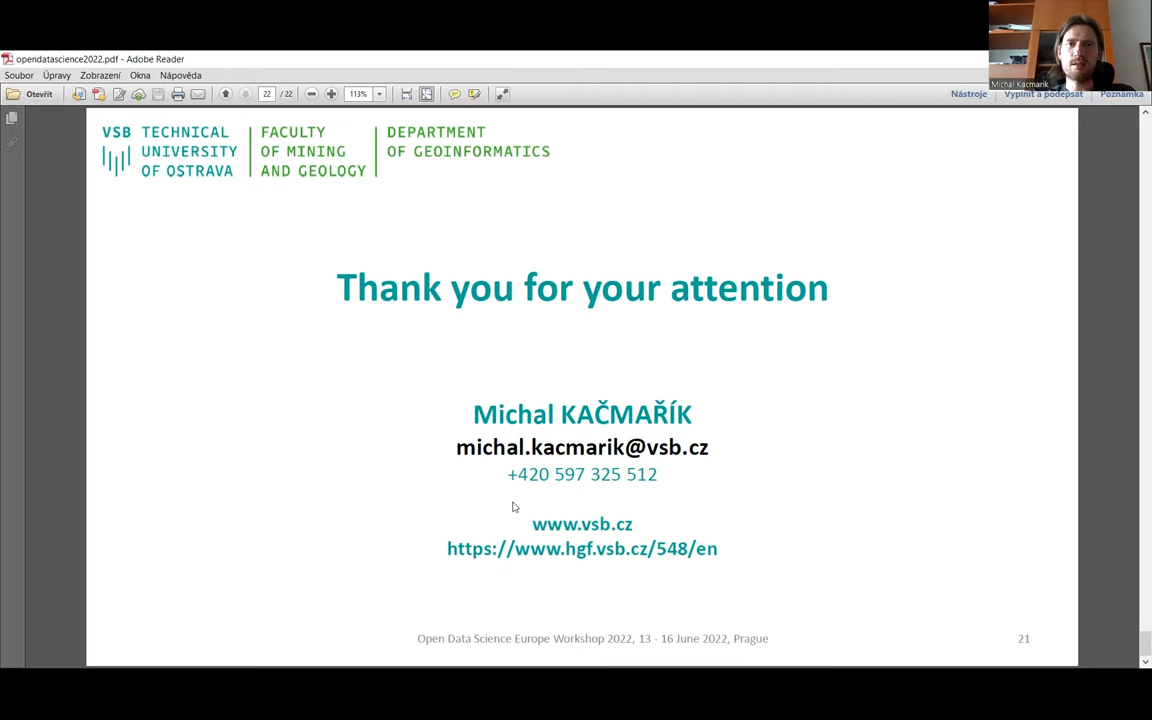 opendatascience2022.pdf - Adobe Reader
Soubor Úpravy Zobrazení Okna Nápověda
Otevřít 22 / 22 113% Nástroje Vyplnit a podepsat Poznámka
Michal Kacmarik
VSB TECHNICAL UNIVERSITY OF OSTRAVA
FACULTY OF MINING AND GEOLOGY
DEPARTMENT OF GEOINFORMATICS
Thank you for your attention
Michal KAČMAŘÍK
michal.kacmarik@vsb.cz
+420 597 325 512
www.vsb.cz
https://www.hgf.vsb.cz/548/en
Open Data Science Europe Workshop 2022, 13 - 16 June 2022, Prague 21